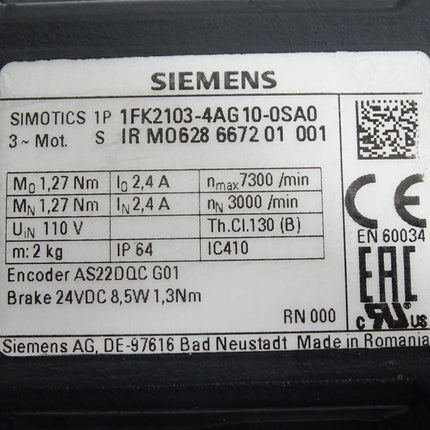 SIEMENS
SIMOTICS 1P 1FK2103-4AG10-0SA0
3~ Mot. S IR M0628 6672 01 001
M0 1,27 Nm I0 2,4 A nmax 7300 /min
MN 1,27 Nm IN 2,4 A nN 3000 /min
UIN 110 V Th.Cl.130 (B)
m: 2 kg IP 64 IC410
CE
EN 60034
Encoder AS22DQC G01
Brake 24VDC 8,5W 1,3Nm
EAC
RN 000
c RU us
Siemens AG, DE-97616 Bad Neustadt Made in Romania